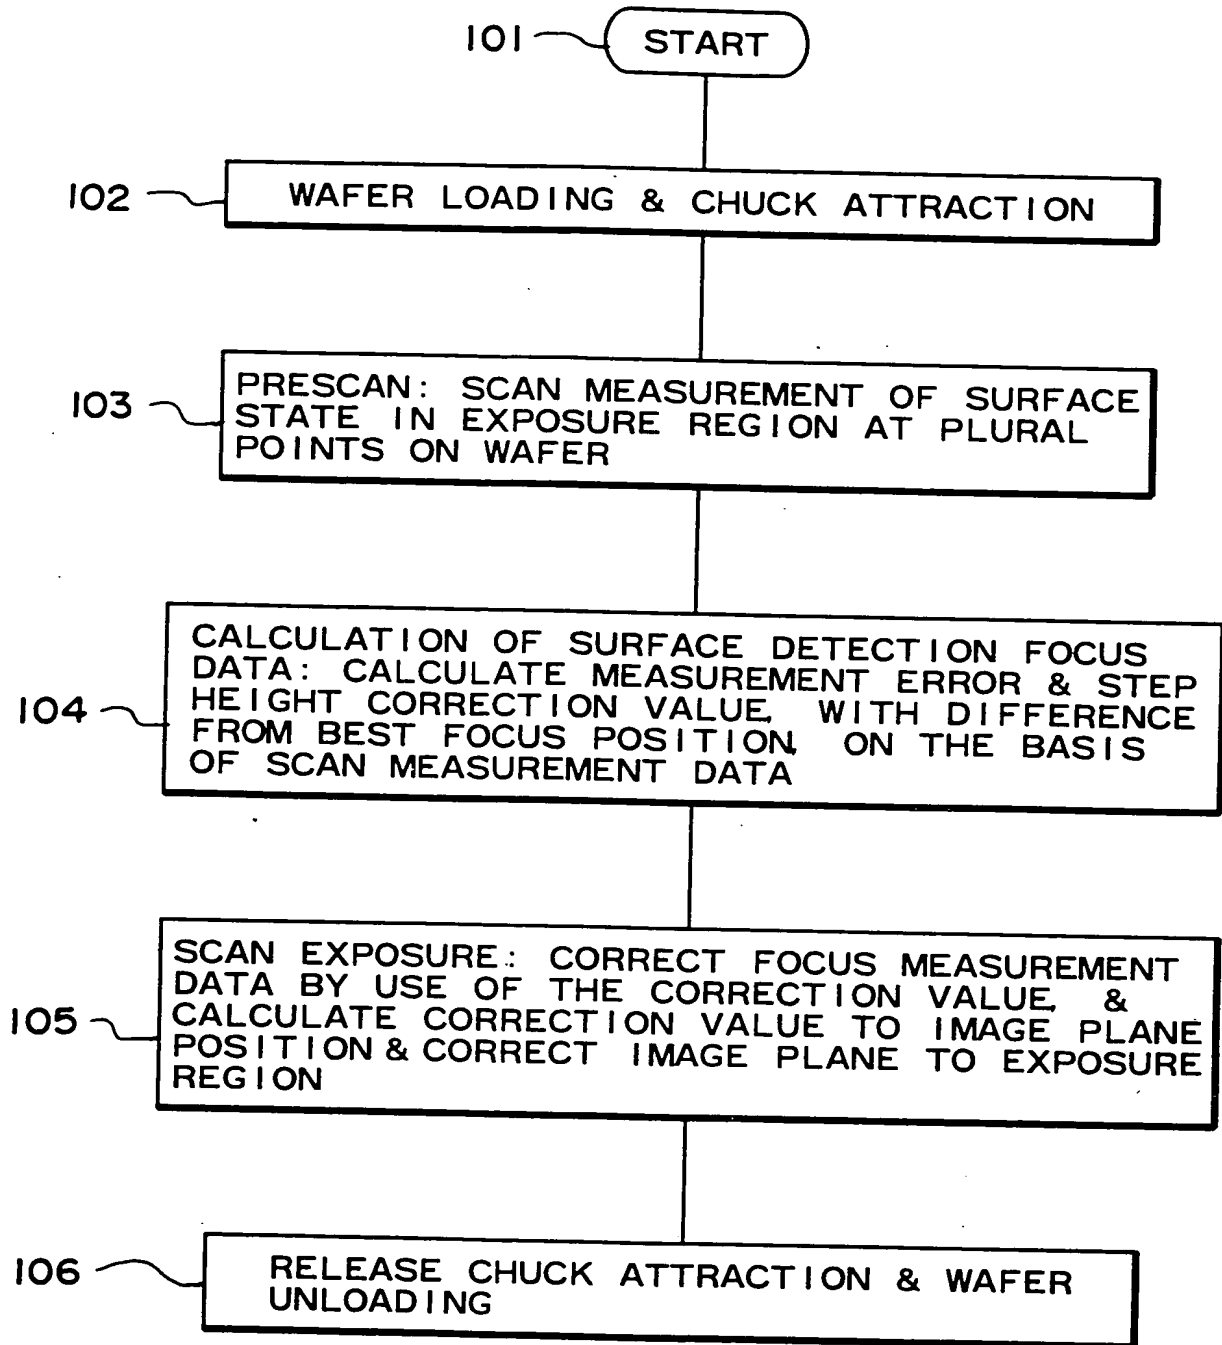 101
START
102
WAFER LOADING & CHUCK ATTRACTION
103
PRESCAN: SCAN MEASUREMENT OF SURFACE
STATE IN EXPOSURE REGION AT PLURAL
POINTS ON WAFER
104
CALCULATION OF SURFACE DETECTION FOCUS
DATA: CALCULATE MEASUREMENT ERROR & STEP
HEIGHT CORRECTION VALUE, WITH DIFFERENCE
FROM BEST FOCUS POSITION, ON THE BASIS
OF SCAN MEASUREMENT DATA
105
SCAN EXPOSURE: CORRECT FOCUS MEASUREMENT
DATA BY USE OF THE CORRECTION VALUE, &
CALCULATE CORRECTION VALUE TO IMAGE PLANE
POSITION & CORRECT IMAGE PLANE TO EXPOSURE
REGION
106
RELEASE CHUCK ATTRACTION & WAFER
UNLOADING